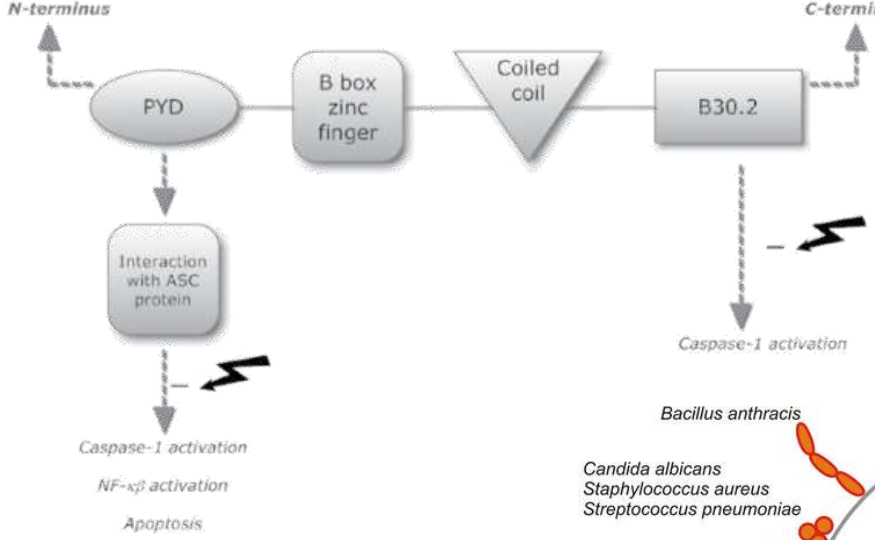 N-terminus
C-termi
PYD
B box
zinc
finger
Coiled
coil
B30.2
Interaction
with ASC
protein
Caspase-1 activation
Caspase-1 activation
NF-κβ activation
Apoptosis
Bacillus anthracis
Candida albicans
Staphylococcus aureus
Streptococcus pneumoniae